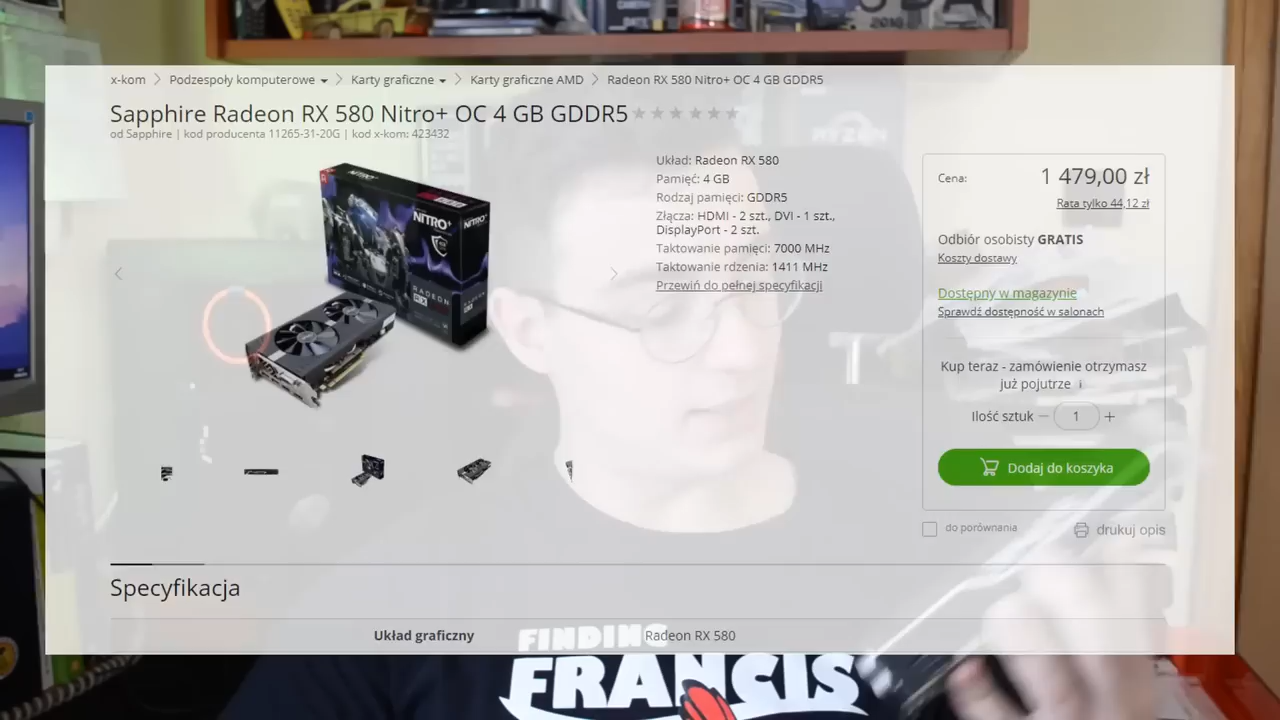 2016
RYZEN
x-kom > Podzespoły komputerowe > Karty graficzne > Karty graficzne AMD > Radeon RX 580 Nitro+ OC 4 GB GDDR5
Sapphire Radeon RX 580 Nitro+ OC 4 GB GDDR5
od Sapphire | kod producenta 11265-31-20G | kod x-kom: 423432
NITRO+
NITRO+
RADEON
RX
Układ: Radeon RX 580
Pamięć: 4 GB
Rodzaj pamięci: GDDR5
Złącza: HDMI - 2 szt., DVI - 1 szt.,
DisplayPort - 2 szt.
Taktowanie pamięci: 7000 MHz
Taktowanie rdzenia: 1411 MHz
Przewiń do pełnej specyfikacji
Cena: 1 479,00 zł
Rata tylko 44,12 zł
Odbiór osobisty GRATIS
Koszty dostawy
Dostępny w magazynie
Sprawdź dostępność w salonach
Kup teraz - zamówienie otrzymasz
już pojutrze i
Ilość sztuk − 1 +
Dodaj do koszyka
do porównania drukuj opis
Specyfikacja
Układ graficzny Radeon RX 580
FINDING
FRANCIS